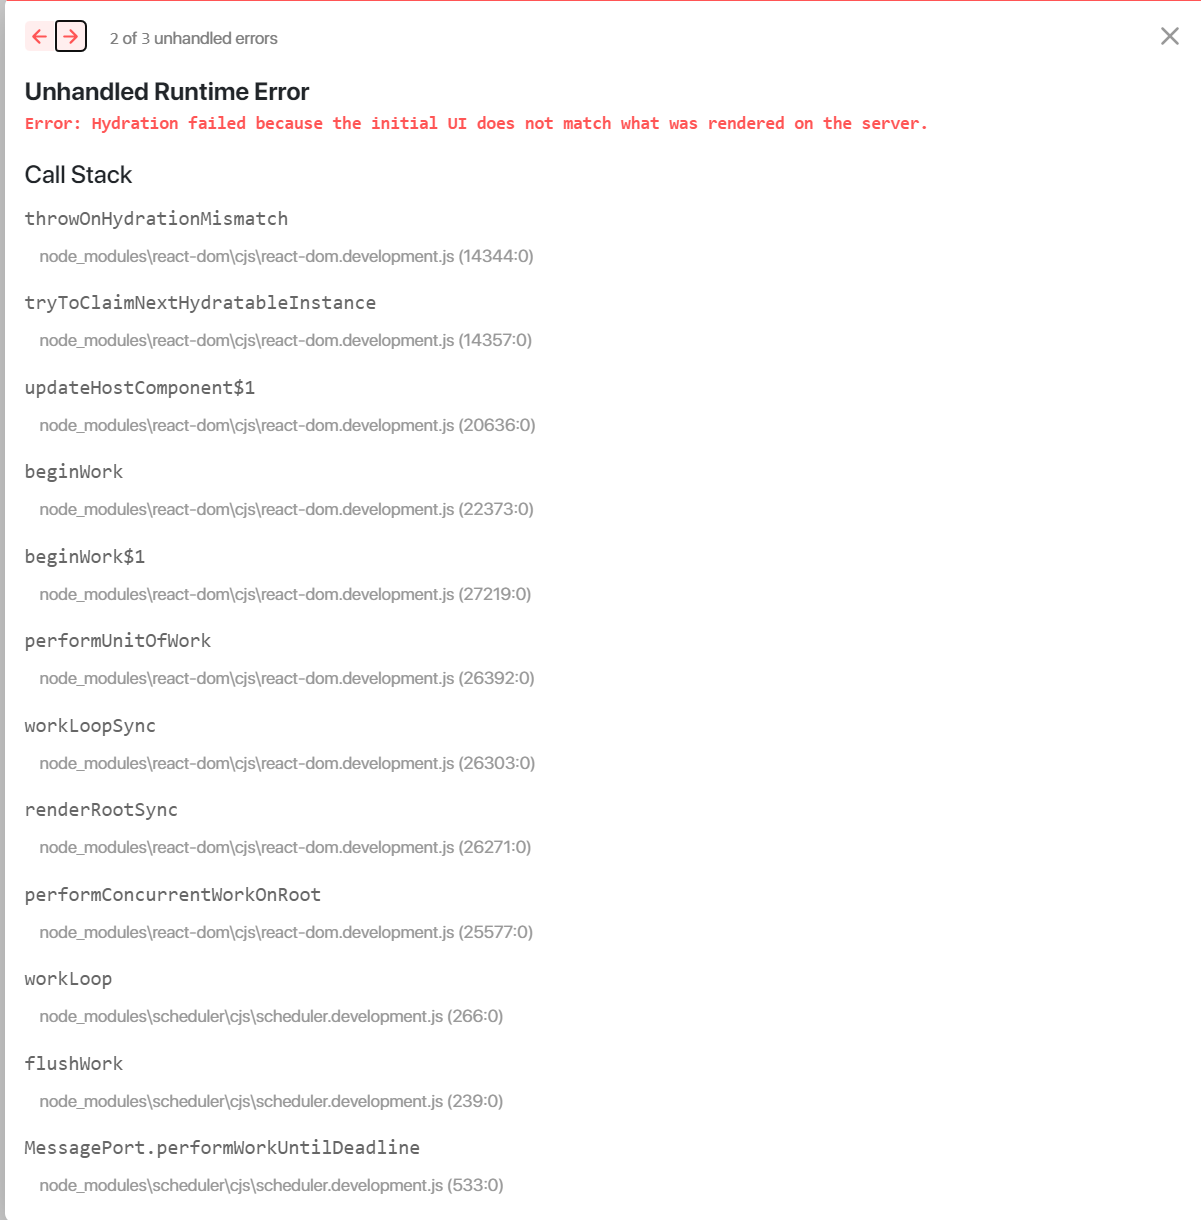 2 of 3 unhandled errors
Unhandled Runtime Error
Error: Hydration failed because the initial UI does not match what was rendered on the server.
Call Stack
throwOnHydrationMismatch
node_modules\react-dom\cjs\react-dom.development.js (14344:0)
tryToClaimNextHydratableInstance
node_modules\react-dom\cjs\react-dom.development.js (14357:0)
updateHostComponent$1
node_modules\react-dom\cjs\react-dom.development.js (20636:0)
beginWork
node_modules\react-dom\cjs\react-dom.development.js (22373:0)
beginWork$1
node_modules\react-dom\cjs\react-dom.development.js (27219:0)
performUnitOfWork
node_modules\react-dom\cjs\react-dom.development.js (26392:0)
workLoopSync
node_modules\react-dom\cjs\react-dom.development.js (26303:0)
renderRootSync
node_modules\react-dom\cjs\react-dom.development.js (26271:0)
performConcurrentWorkOnRoot
node_modules\react-dom\cjs\react-dom.development.js (25577:0)
workLoop
node_modules\scheduler\cjs\scheduler.development.js (266:0)
flushWork
node_modules\scheduler\cjs\scheduler.development.js (239:0)
MessagePort.performWorkUntilDeadline
node_modules\scheduler\cjs\scheduler.development.js (533:0)